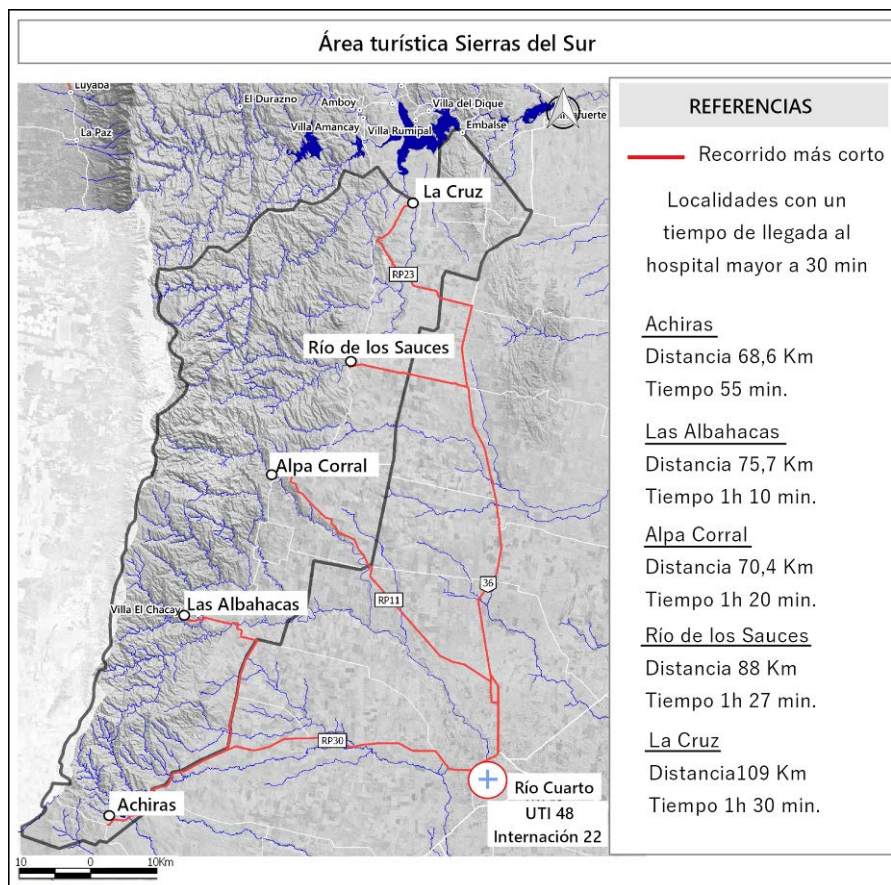 Área turística Sierras del Sur
Luyaba
La Paz
El Durazno
Amboy
Villa del Dique
Villa Amancay
Villa Rumipal
Embalse
La Cruz
RP23
Río de los Sauces
Alpa Corral
36
RP11
Villa El Chacay
Las Albahacas
RP30
Achiras
Río Cuarto
UTI 48
Internación 22
10 0 10Km
REFERENCIAS
Recorrido más corto
Localidades con un
tiempo de llegada al
hospital mayor a 30 min
Achiras
Distancia 68,6 Km
Tiempo 55 min.
Las Albahacas
Distancia 75,7 Km
Tiempo 1h 10 min.
Alpa Corral
Distancia 70,4 Km
Tiempo 1h 20 min.
Río de los Sauces
Distancia 88 Km
Tiempo 1h 27 min.
La Cruz
Distancia109 Km
Tiempo 1h 30 min.